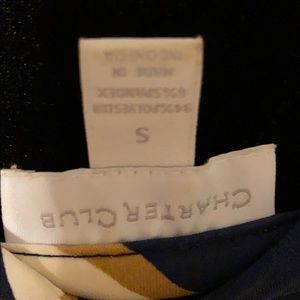 CHARTER CLUB
S
94% POLYESTER
6% SPANDEX
MADE IN
INDONESIA